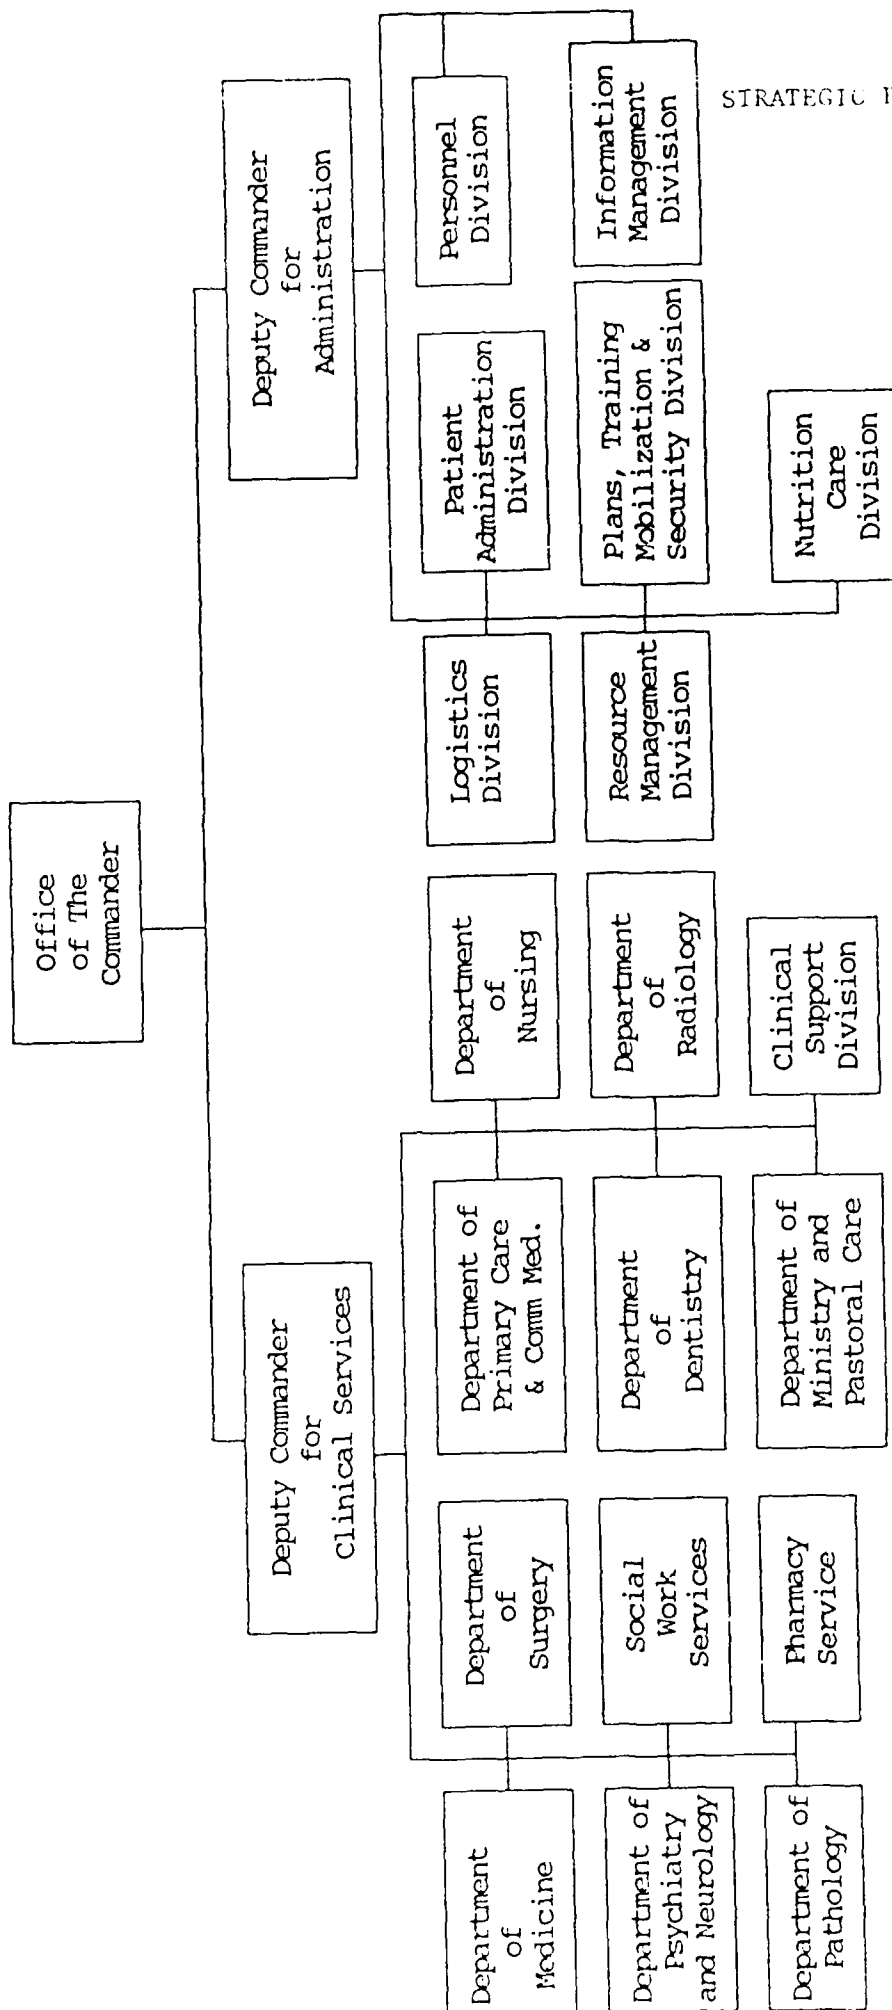 STRATEGIC
Office
of The
Commander
Deputy Commander
for
Clinical Services
Deputy Commander
for
Administration
Department
of
Medicine
Department
of
Surgery
Department of
Primary Care
& Comm Med.
Department
of
Nursing
Logistics
Division
Patient
Administration
Division
Personnel
Division
Department of
Psychiatry
and Neurology
Social
Work
Services
Department
of
Dentistry
Department
of
Radiology
Resource
Management
Division
Plans, Training
Mobilization &
Security Division
Information
Management
Division
Department of
Pathology
Pharmacy
Service
Department of
Ministry and
Pastoral Care
Clinical
Support
Division
Nutrition
Care
Division